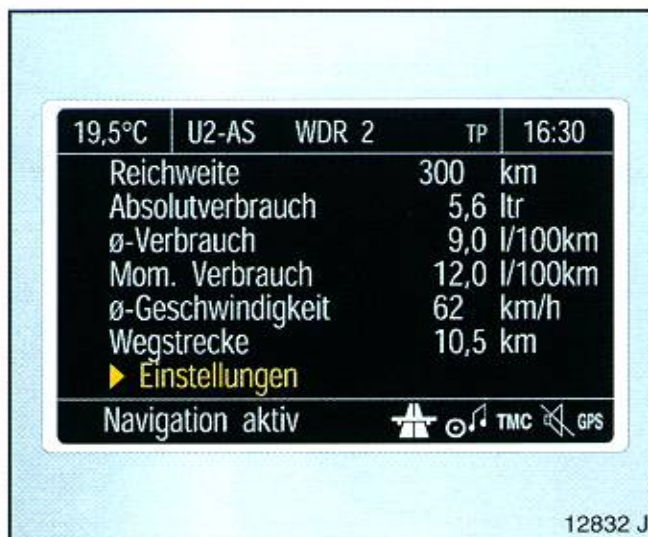 19,5°C U2-AS WDR 2 TP 16:30
Reichweite 300 km
Absolutverbrauch 5,6 ltr
ø-Verbrauch 9,0 l/100km
Mom. Verbrauch 12,0 l/100km
ø-Geschwindigkeit 62 km/h
Wegstrecke 10,5 km
Einstellungen
Navigation aktiv TMC GPS
12832 J